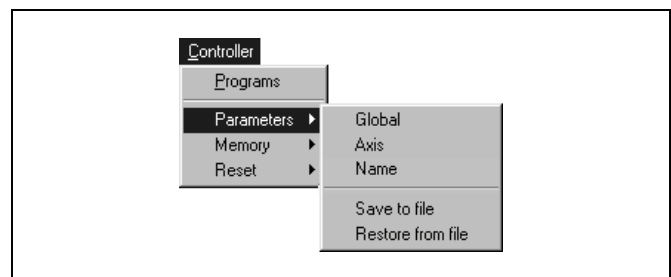 Controller
Programs
Parameters
Memory
Reset
Global
Axis
Name
Save to file
Restore from file